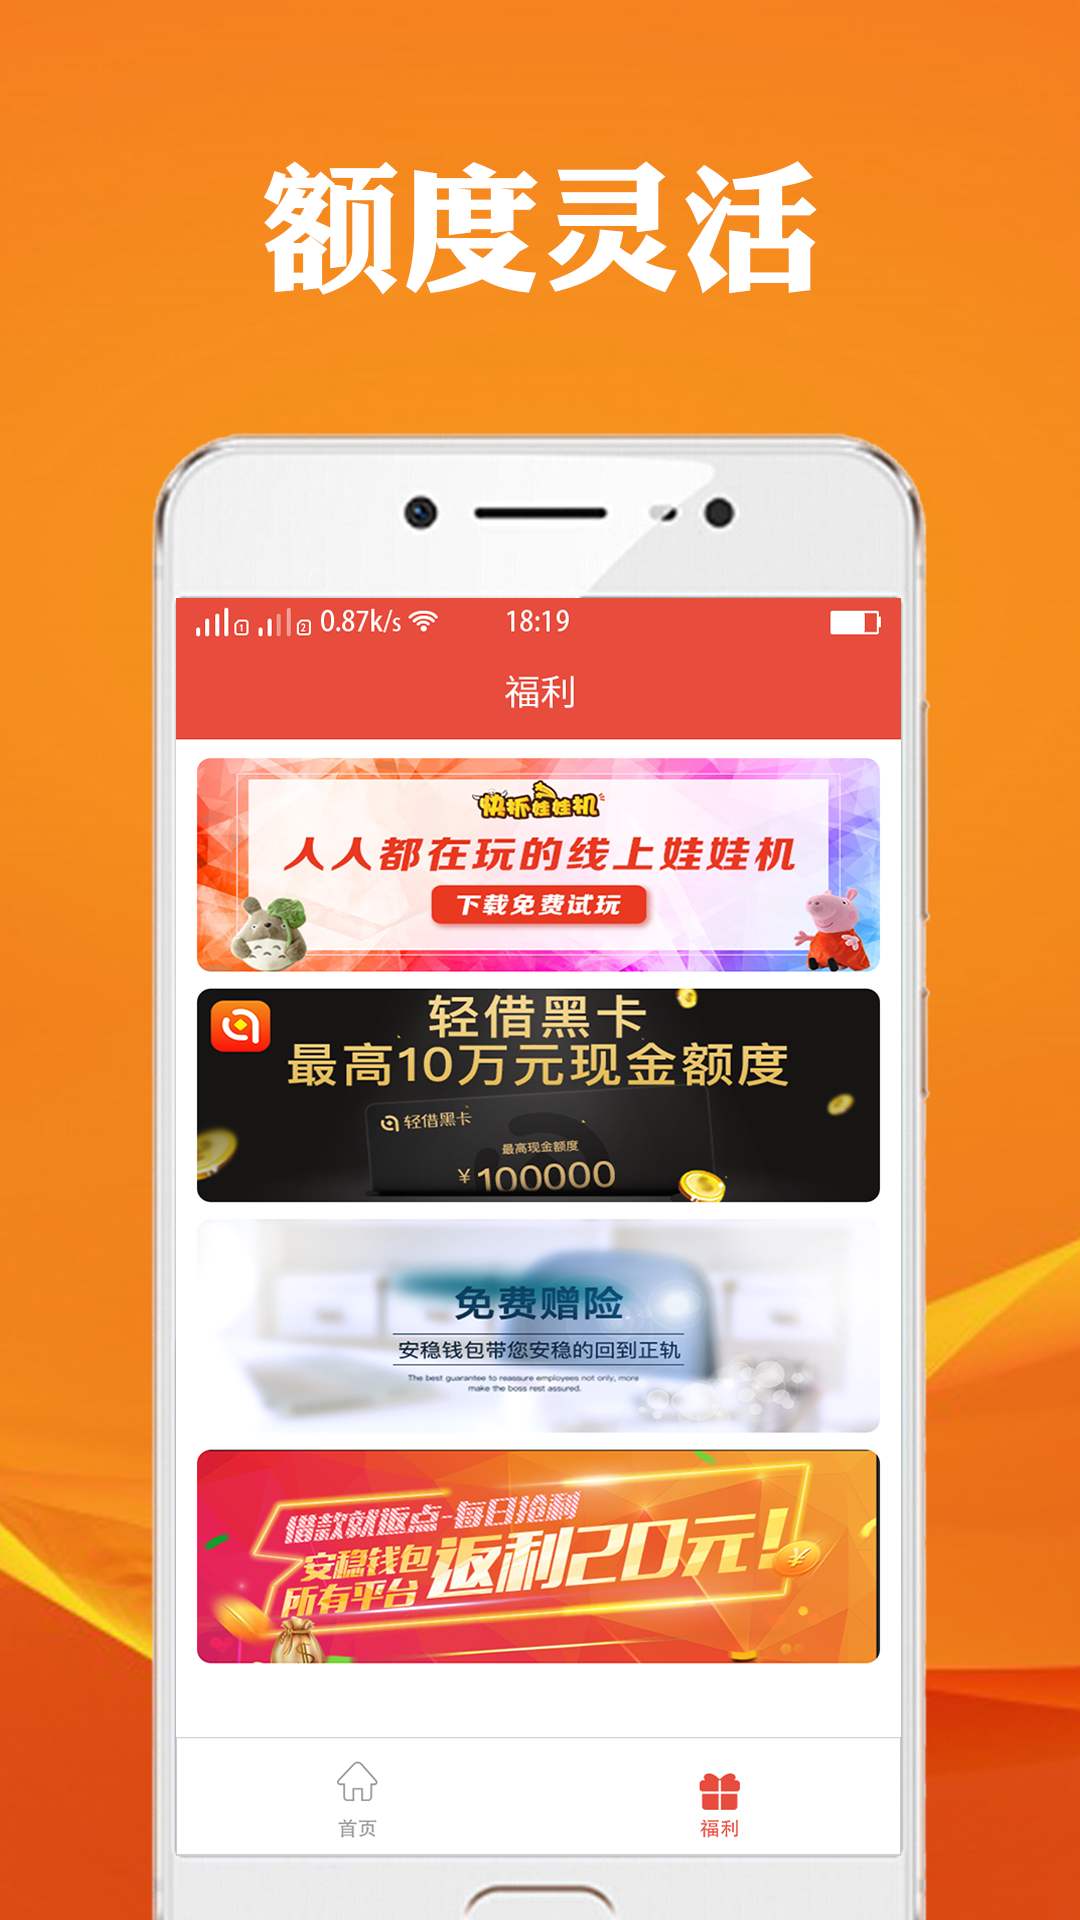 额度灵活
1 2 0.87k/s 18:19
福利
快抓娃娃机
人人都在玩的线上娃娃机
下载免费试玩
轻借黑卡
最高10万元现金额度
轻借黑卡
最高现金额度
¥100000
免费赠险
安稳钱包带您安稳的回到正轨
The best guarantee to reassure employees not only, more
make the boss rest assured.
借款就返点-每日抢利
安稳钱包
所有平台
返利20元!
首页
福利